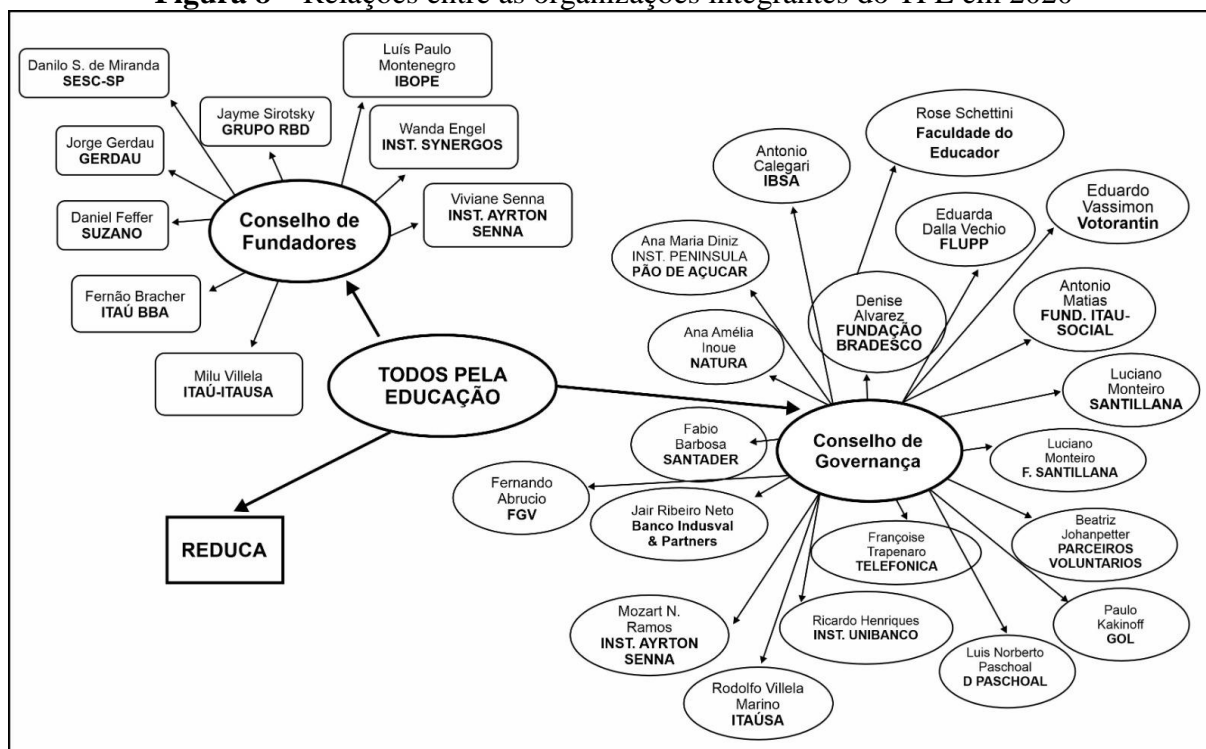 Figura 8 – Relações entre as organizações integrantes do TPE em 2020
Danilo S. de Miranda
SESC-SP
Luís Paulo
Montenegro
IBOPE
Jayme Sirotsky
GRUPO RBD
Jorge Gerdau
GERDAU
Wanda Engel
INST. SYNERGOS
Daniel Feffer
SUZANO
Conselho de
Fundadores
Viviane Senna
INST. AYRTON
SENNA
Fernão Bracher
ITAÚ BBA
Milu Villela
ITAÚ-ITAUSA
TODOS PELA
EDUCAÇÃO
REDUCA
Rose Schettini
Faculdade do
Educador
Antonio
Calegari
IBSA
Eduardo
Vassimon
Votorantin
Eduarda
Dalla Vechio
FLUPP
Ana Maria Diniz
INST. PENINSULA
PÃO DE AÇUCAR
Antonio
Matias
FUND. ITAU-
SOCIAL
Denise
Alvarez
FUNDAÇÃO
BRADESCO
Ana Amélia
Inoue
NATURA
Luciano
Monteiro
SANTILLANA
Fabio
Barbosa
SANTADER
Conselho de
Governança
Luciano
Monteiro
F. SANTILLANA
Fernando
Abrucio
FGV
Jair Ribeiro Neto
Banco Indusval
& Partners
Françoise
Trapenaro
TELEFONICA
Beatriz
Johanpetter
PARCEIROS
VOLUNTARIOS
Mozart N.
Ramos
INST. AYRTON
SENNA
Ricardo Henriques
INST. UNIBANCO
Paulo
Kakinoff
GOL
Luis Norberto
Paschoal
D PASCHOAL
Rodolfo Villela
Marino
ITAÚSA